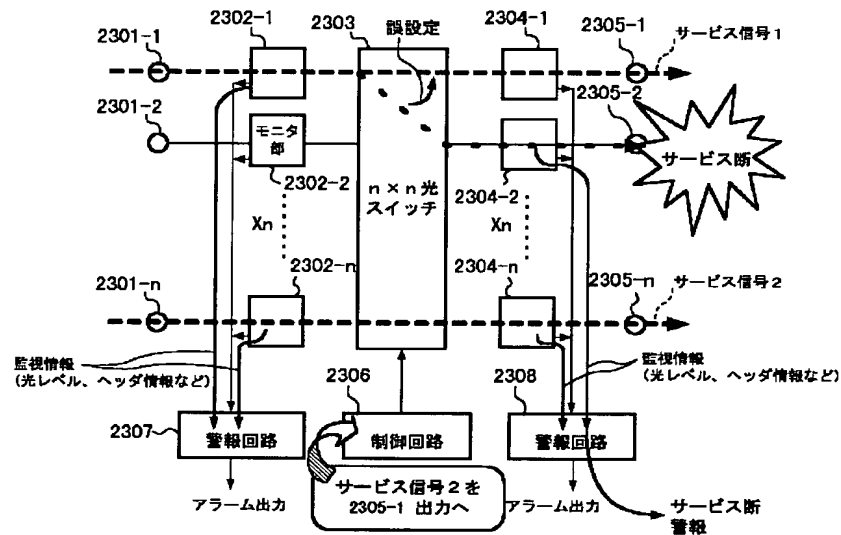 2302-1
2303
誤設定
2304-1
2305-1
サービス信号1
2301-1
2305-2
2301-2
モニタ
部
サービス断
2302-2
n×n光
スイッチ
2304-2
Xn
Xn
2302-n
2304-n
2301-n
2305-n
サービス信号2
監視情報
(光レベル、ヘッダ情報など)
2306
2308
監視情報
(光レベル、ヘッダ情報など)
2307
警報回路
制御回路
警報回路
アラーム出力
サービス信号2を
2305-1 出力へ
アラーム出力
サービス断
警報